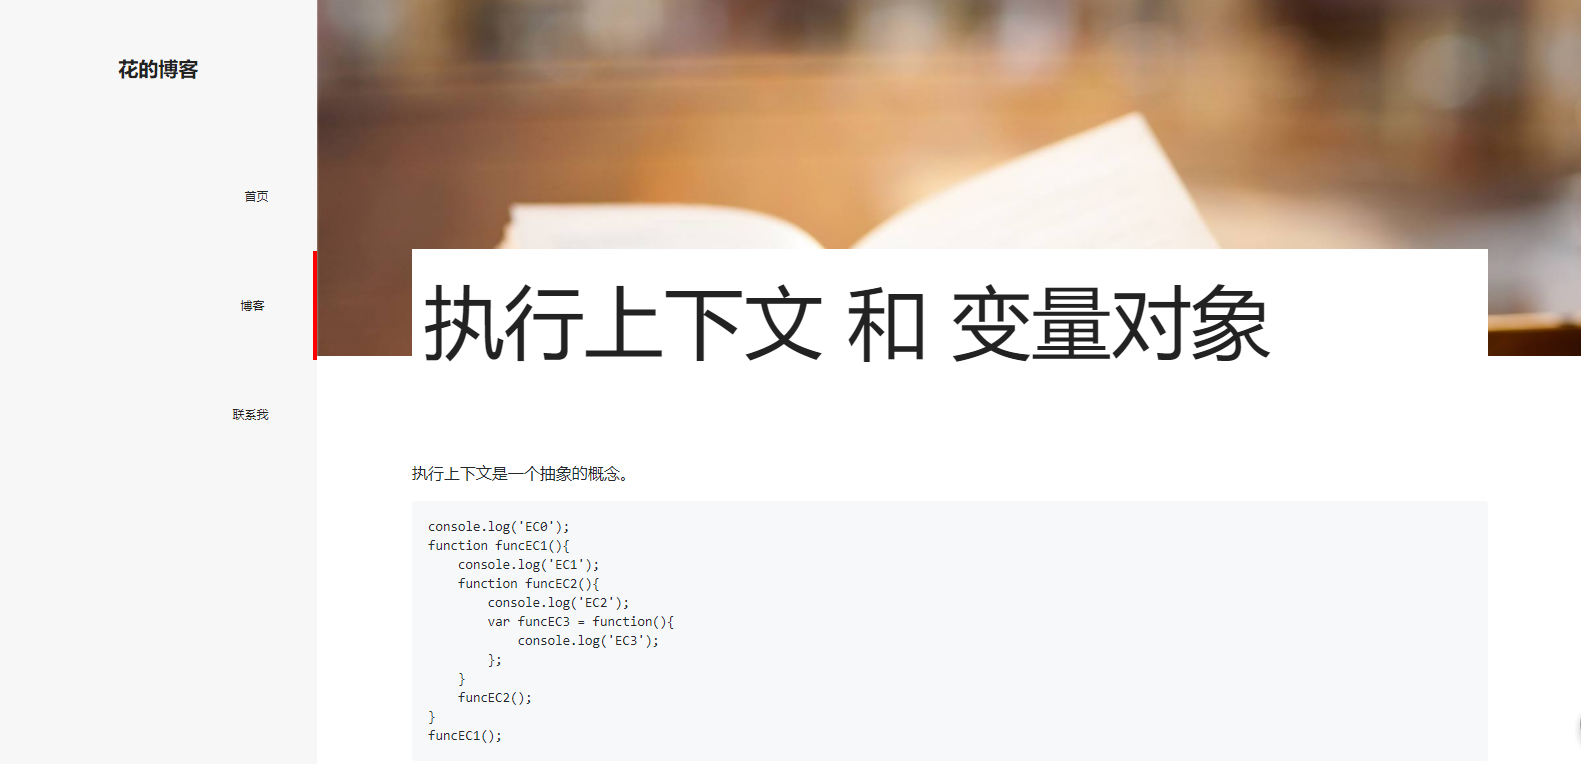 花的博客
首页
博客
联系我
执行上下文 和 变量对象
执行上下文是一个抽象的概念。
console.log('EC0');
function funcEC1(){
    console.log('EC1');
    function funcEC2(){
        console.log('EC2');
        var funcEC3 = function(){
            console.log('EC3');
        };
    }
    funcEC2();
}
funcEC1();